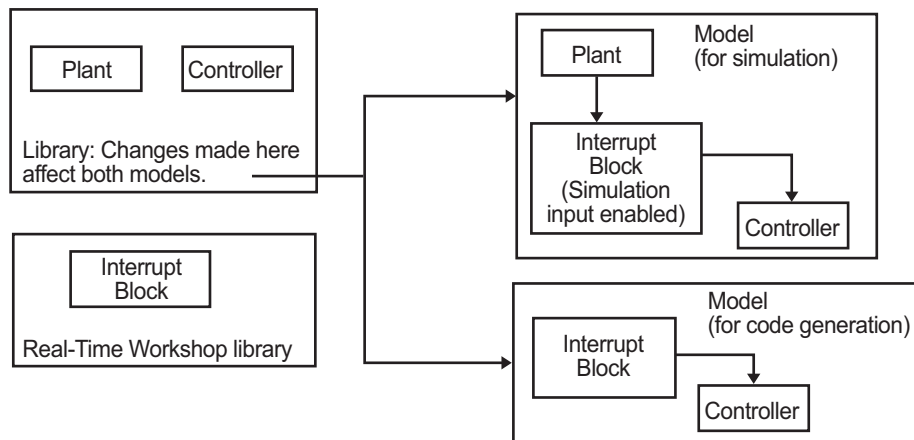 Plant
Controller
Library: Changes made here
affect both models.
Interrupt
Block
Real-Time Workshop library
Model
(for simulation)
Plant
Interrupt
Block
(Simulation
input enabled)
Controller
Model
(for code generation)
Interrupt
Block
Controller